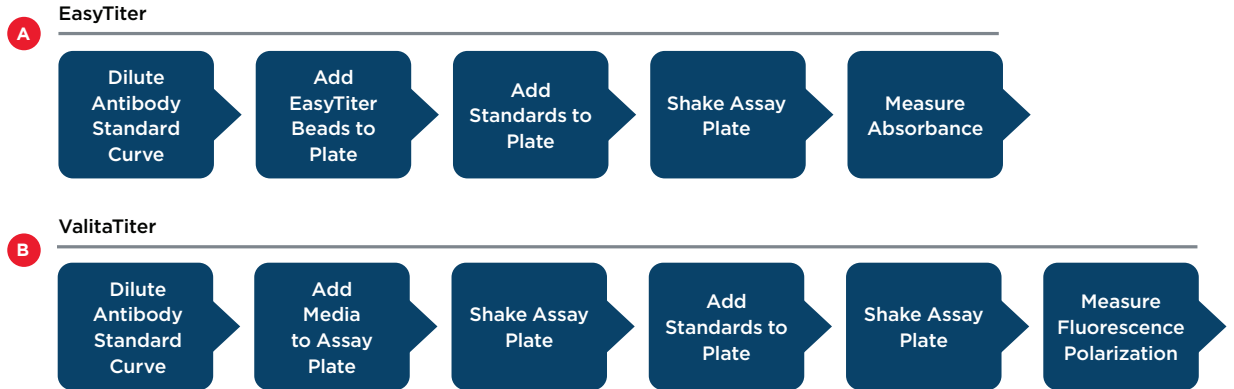 EasyTiter
A
Dilute
Antibody
Standard
Curve
Add
EasyTiter
Beads to
Plate
Add
Standards to
Plate
Shake Assay
Plate
Measure
Absorbance
ValitaTiter
B
Dilute
Antibody
Standard
Curve
Add
Media
to Assay
Plate
Shake Assay
Plate
Add
Standards to
Plate
Shake Assay
Plate
Measure
Fluorescence
Polarization